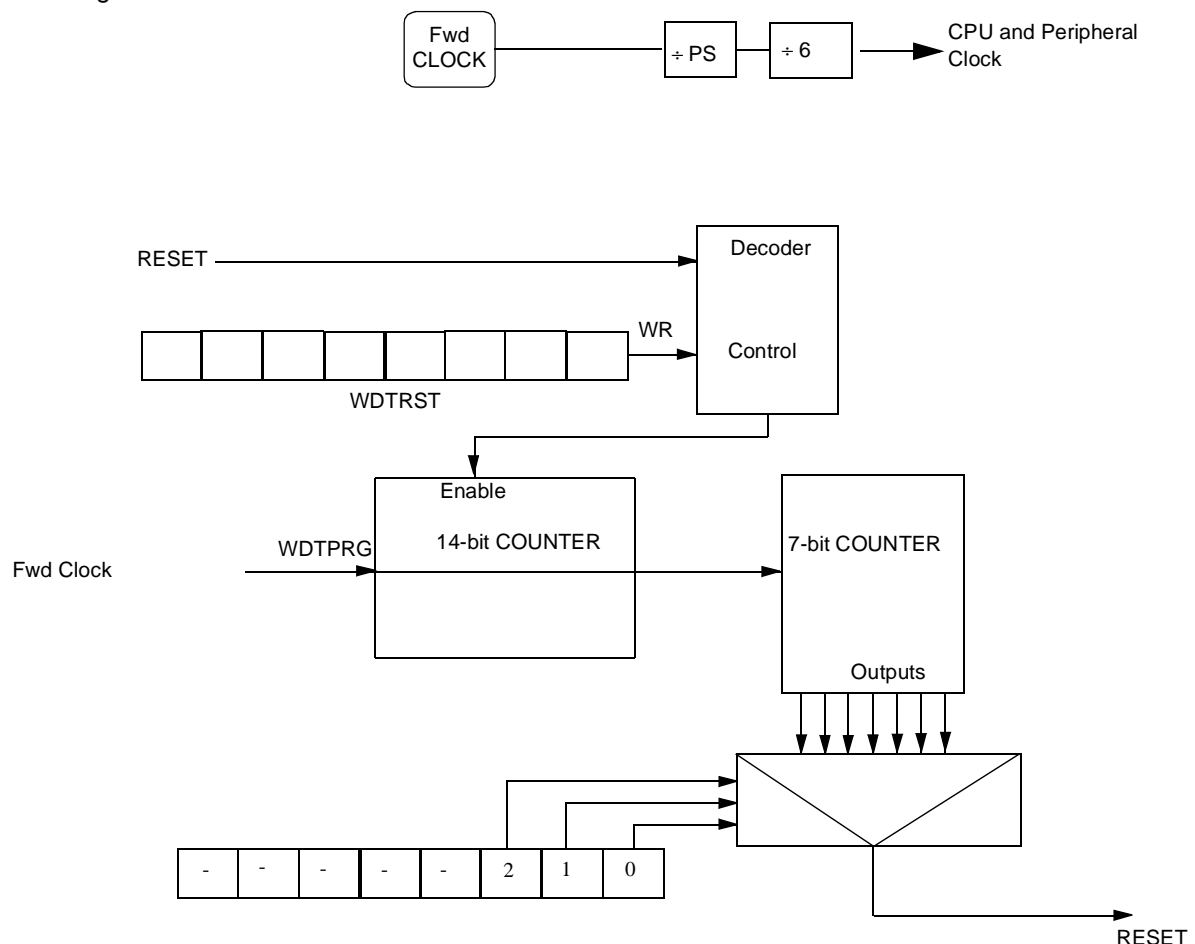 Fwd
CLOCK
÷ PS
÷ 6
CPU and Peripheral
Clock
RESET
Decoder
WR
Control
WDTRST
Enable
WDTPRG
14-bit COUNTER
7-bit COUNTER
Fwd Clock
Outputs
- - - - - 2 1 0
RESET